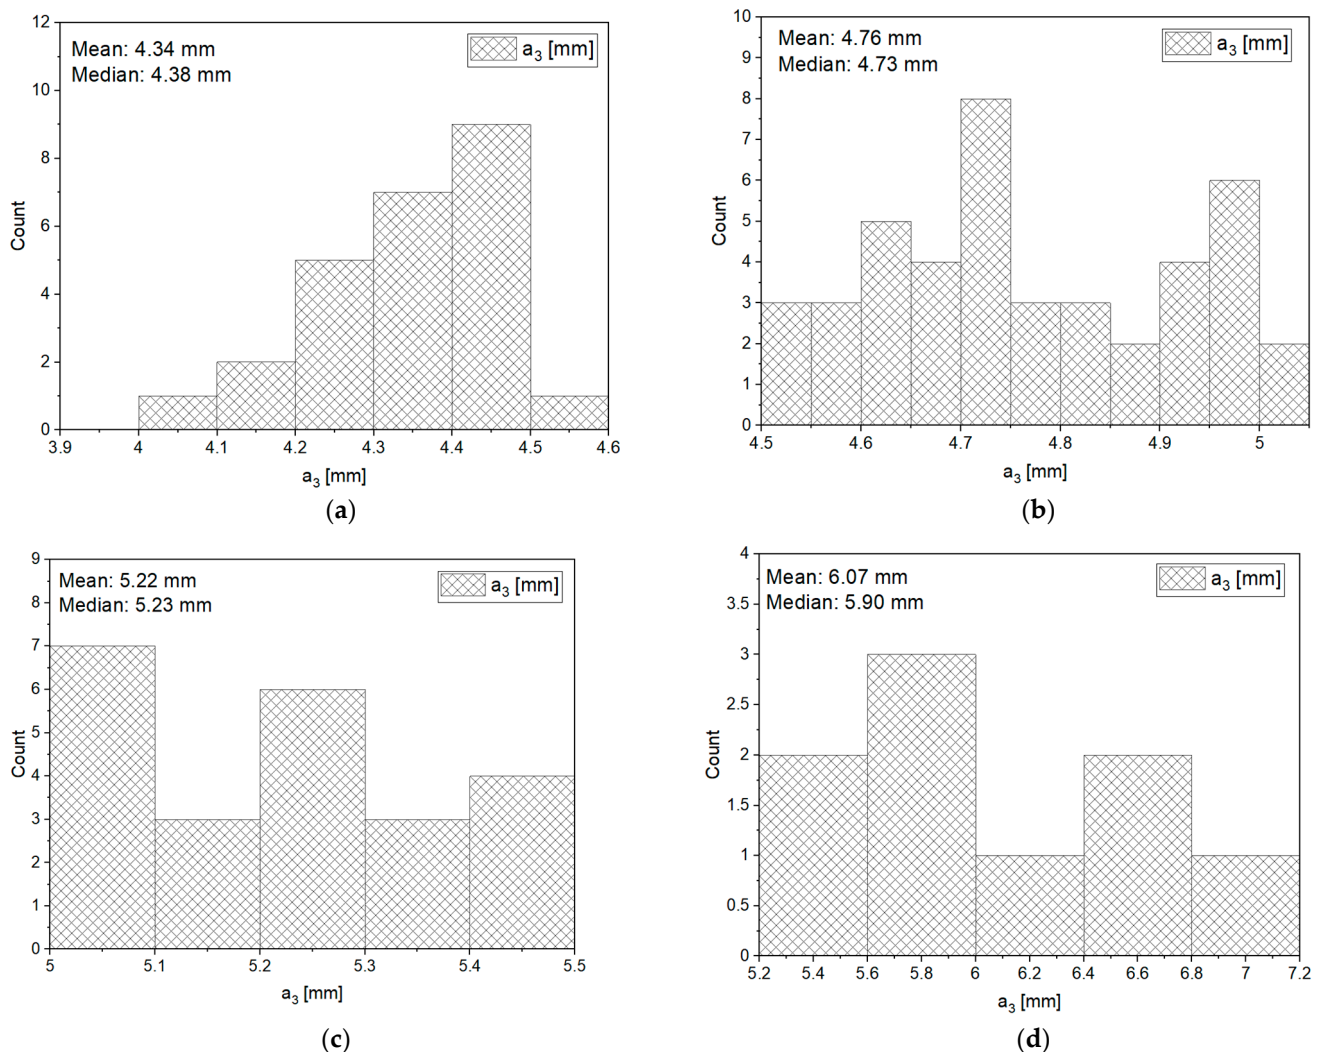 12
10
8
6
4
2
0
Count
Mean: 4.34 mm
Median: 4.38 mm
a3 [mm]
3.9 4 4.1 4.2 4.3 4.4 4.5 4.6
a3 [mm]
(a)
10
9
8
7
6
5
4
3
2
1
0
Count
Mean: 4.76 mm
Median: 4.73 mm
a3 [mm]
4.5 4.6 4.7 4.8 4.9 5
a3 [mm]
(b)
9
8
7
6
5
4
3
2
1
0
Count
Mean: 5.22 mm
Median: 5.23 mm
a3 [mm]
5 5.1 5.2 5.3 5.4 5.5
a3 [mm]
(c)
4
3.5
3
2.5
2
1.5
1
0.5
0
Count
Mean: 6.07 mm
Median: 5.90 mm
a3 [mm]
5.2 5.4 5.6 5.8 6 6.2 6.4 6.6 6.8 7 7.2
a3 [mm]
(d)